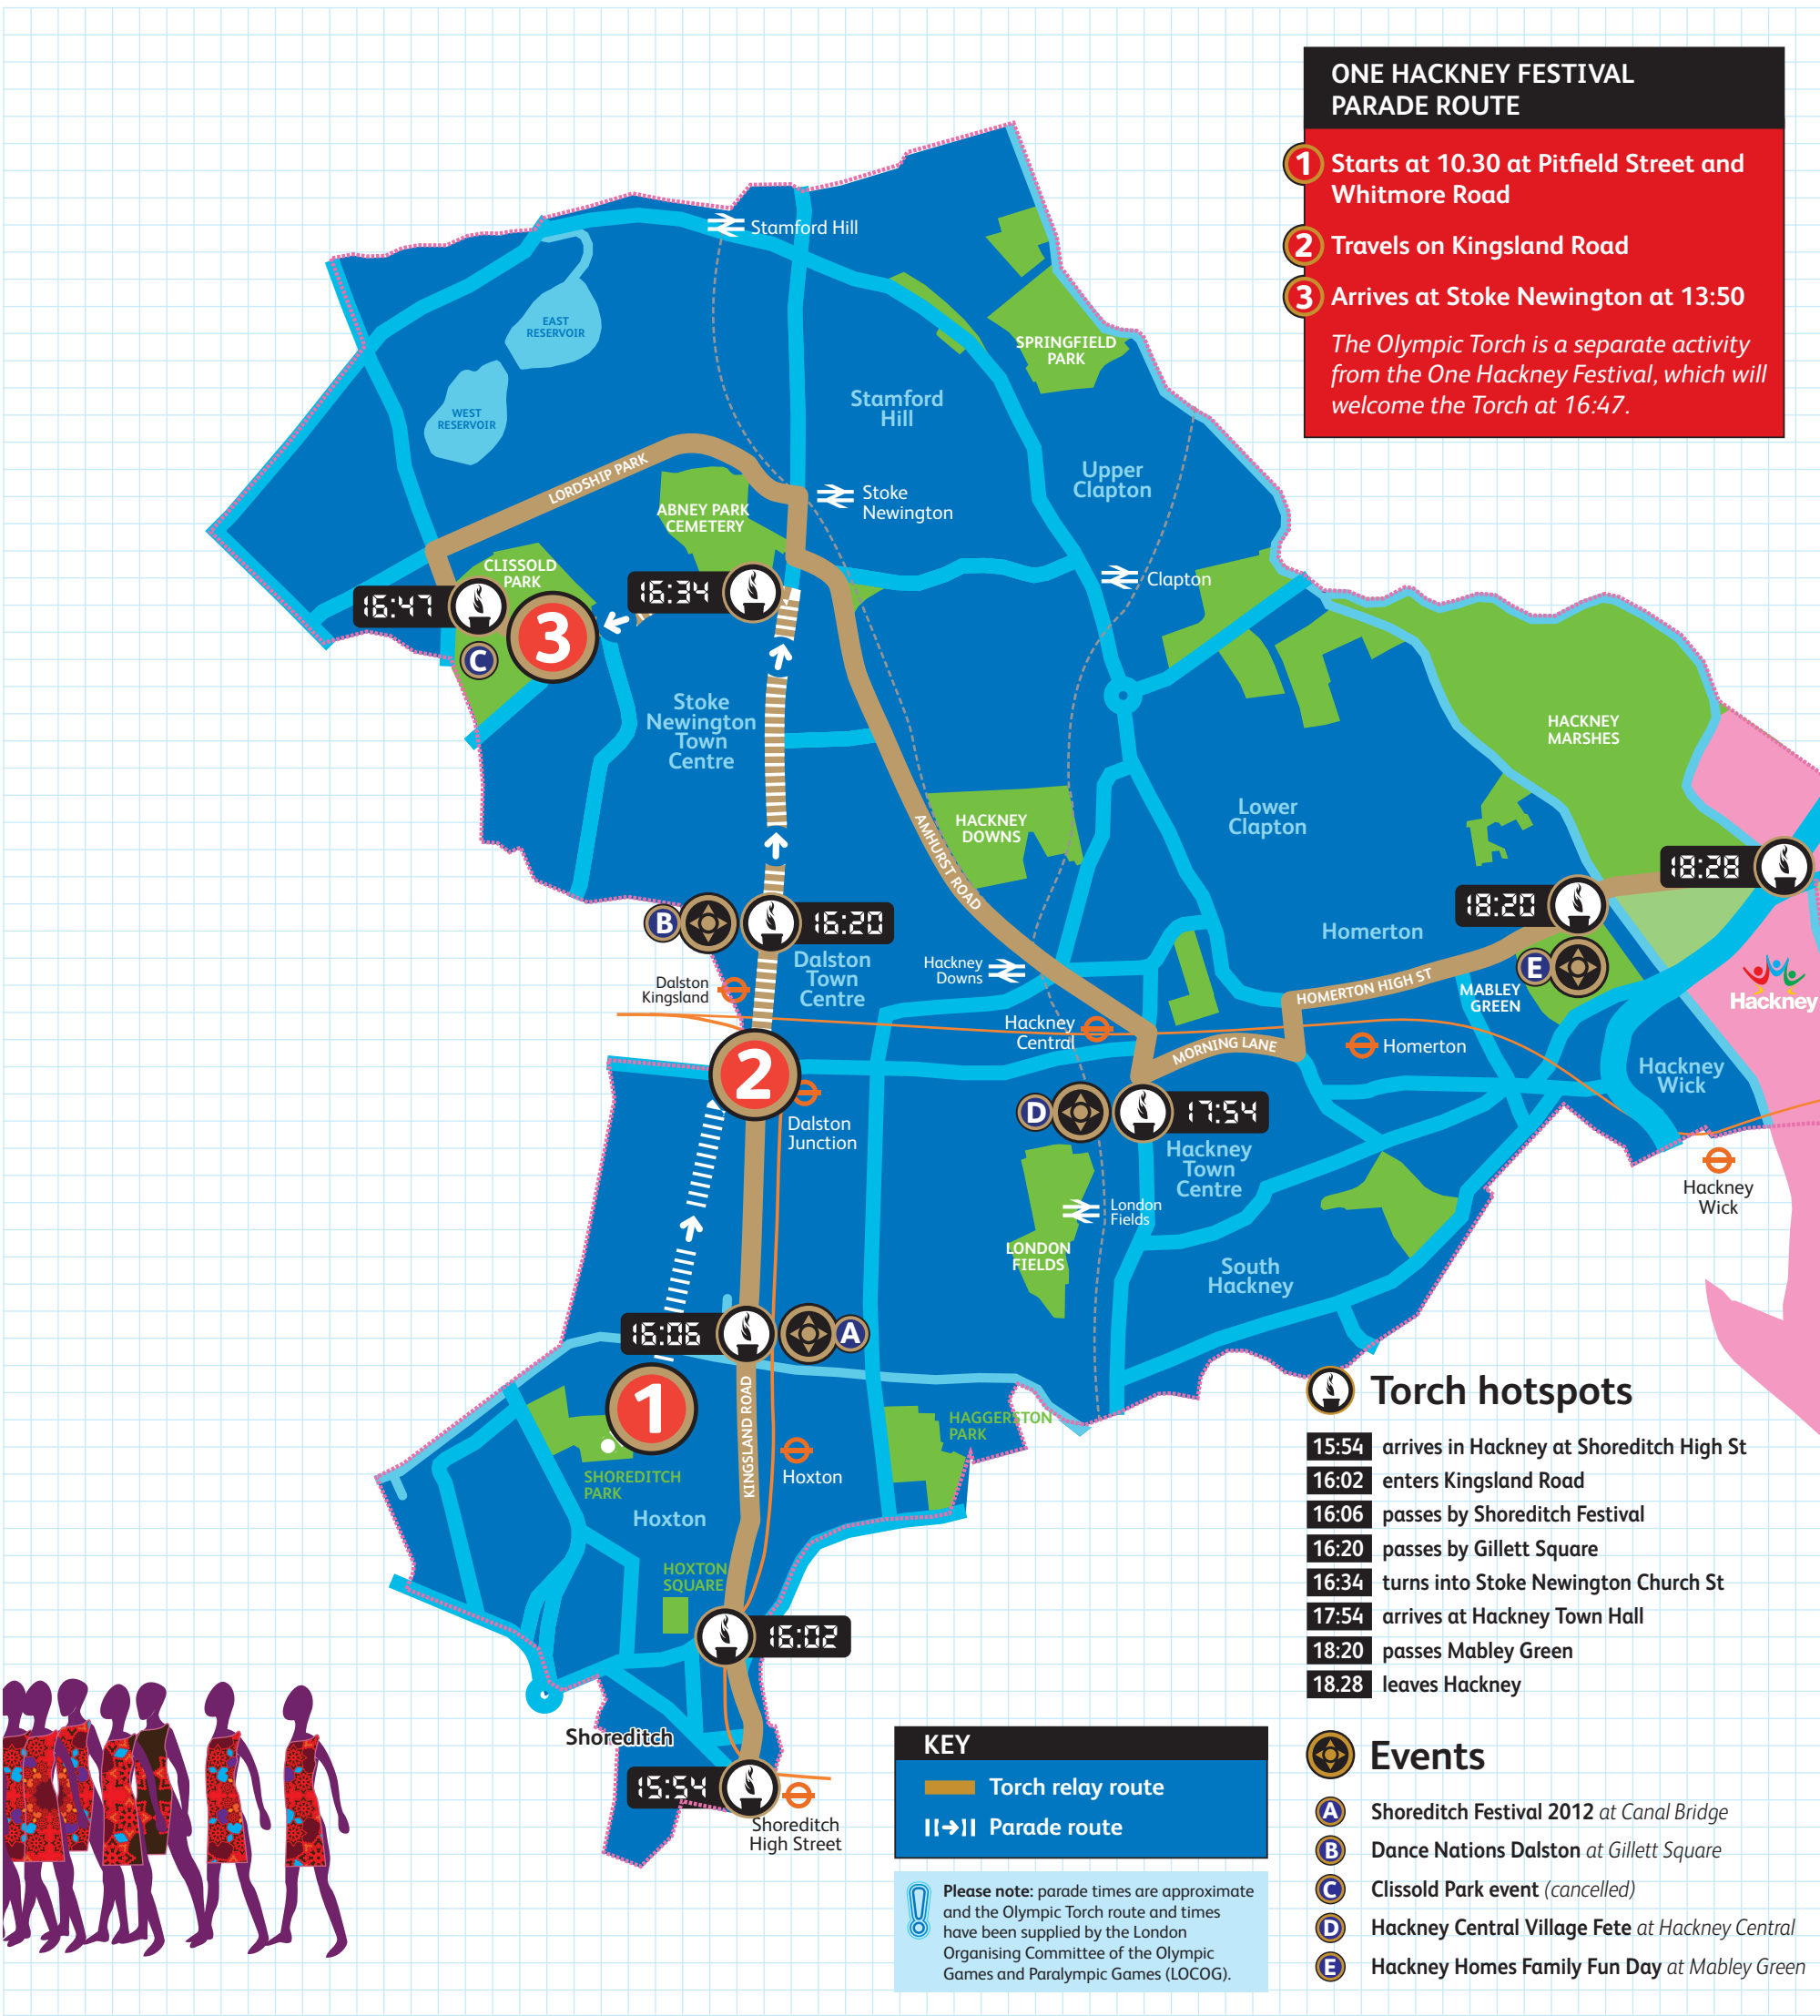 ONE HACKNEY FESTIVAL
PARADE ROUTE
1 Starts at 10.30 at Pitfield Street and
Whitmore Road
2 Travels on Kingsland Road
3 Arrives at Stoke Newington at 13:50
The Olympic Torch is a separate activity
from the One Hackney Festival, which will
welcome the Torch at 16:47.
Stamford Hill
EAST
RESERVOIR
WEST
RESERVOIR
SPRINGFIELD
PARK
Stamford
Hill
Upper
Clapton
LORDSHIP PARK
Stoke
Newington
ABNEY PARK
CEMETERY
CLISSOLD
PARK
16:47
16:34
3
C
Clapton
Stoke
Newington
Town
Centre
HACKNEY
MARSHES
HACKNEY
DOWNS
AMHURST ROAD
Lower
Clapton
18:28
18:20
B
16:20
Homerton
Dalston
Town
Centre
Dalston
Kingsland
Hackney
Downs
E
HOMERTON HIGH ST
MABLEY
GREEN
Hackney
Hackney
Central
MORNING LANE
Homerton
Hackney
Wick
2
Dalston
Junction
D
17:54
Hackney
Town
Centre
Hackney
Wick
London
Fields
LONDON
FIELDS
South
Hackney
16:06
A
1
KINGSLAND ROAD
HAGGERSTON
PARK
Hoxton
SHOREDITCH
PARK
Hoxton
HOXTON
SQUARE
16:02
Shoreditch
15:54
Shoreditch
High Street
Torch hotspots
15:54 arrives in Hackney at Shoreditch High St
16:02 enters Kingsland Road
16:06 passes by Shoreditch Festival
16:20 passes by Gillett Square
16:34 turns into Stoke Newington Church St
17:54 arrives at Hackney Town Hall
18:20 passes Mabley Green
18.28 leaves Hackney
KEY
Torch relay route
Parade route
Please note: parade times are approximate
and the Olympic Torch route and times
have been supplied by the London
Organising Committee of the Olympic
Games and Paralympic Games (LOCOG).
Events
A Shoreditch Festival 2012 at Canal Bridge
B Dance Nations Dalston at Gillett Square
C Clissold Park event (cancelled)
D Hackney Central Village Fete at Hackney Central
E Hackney Homes Family Fun Day at Mabley Green